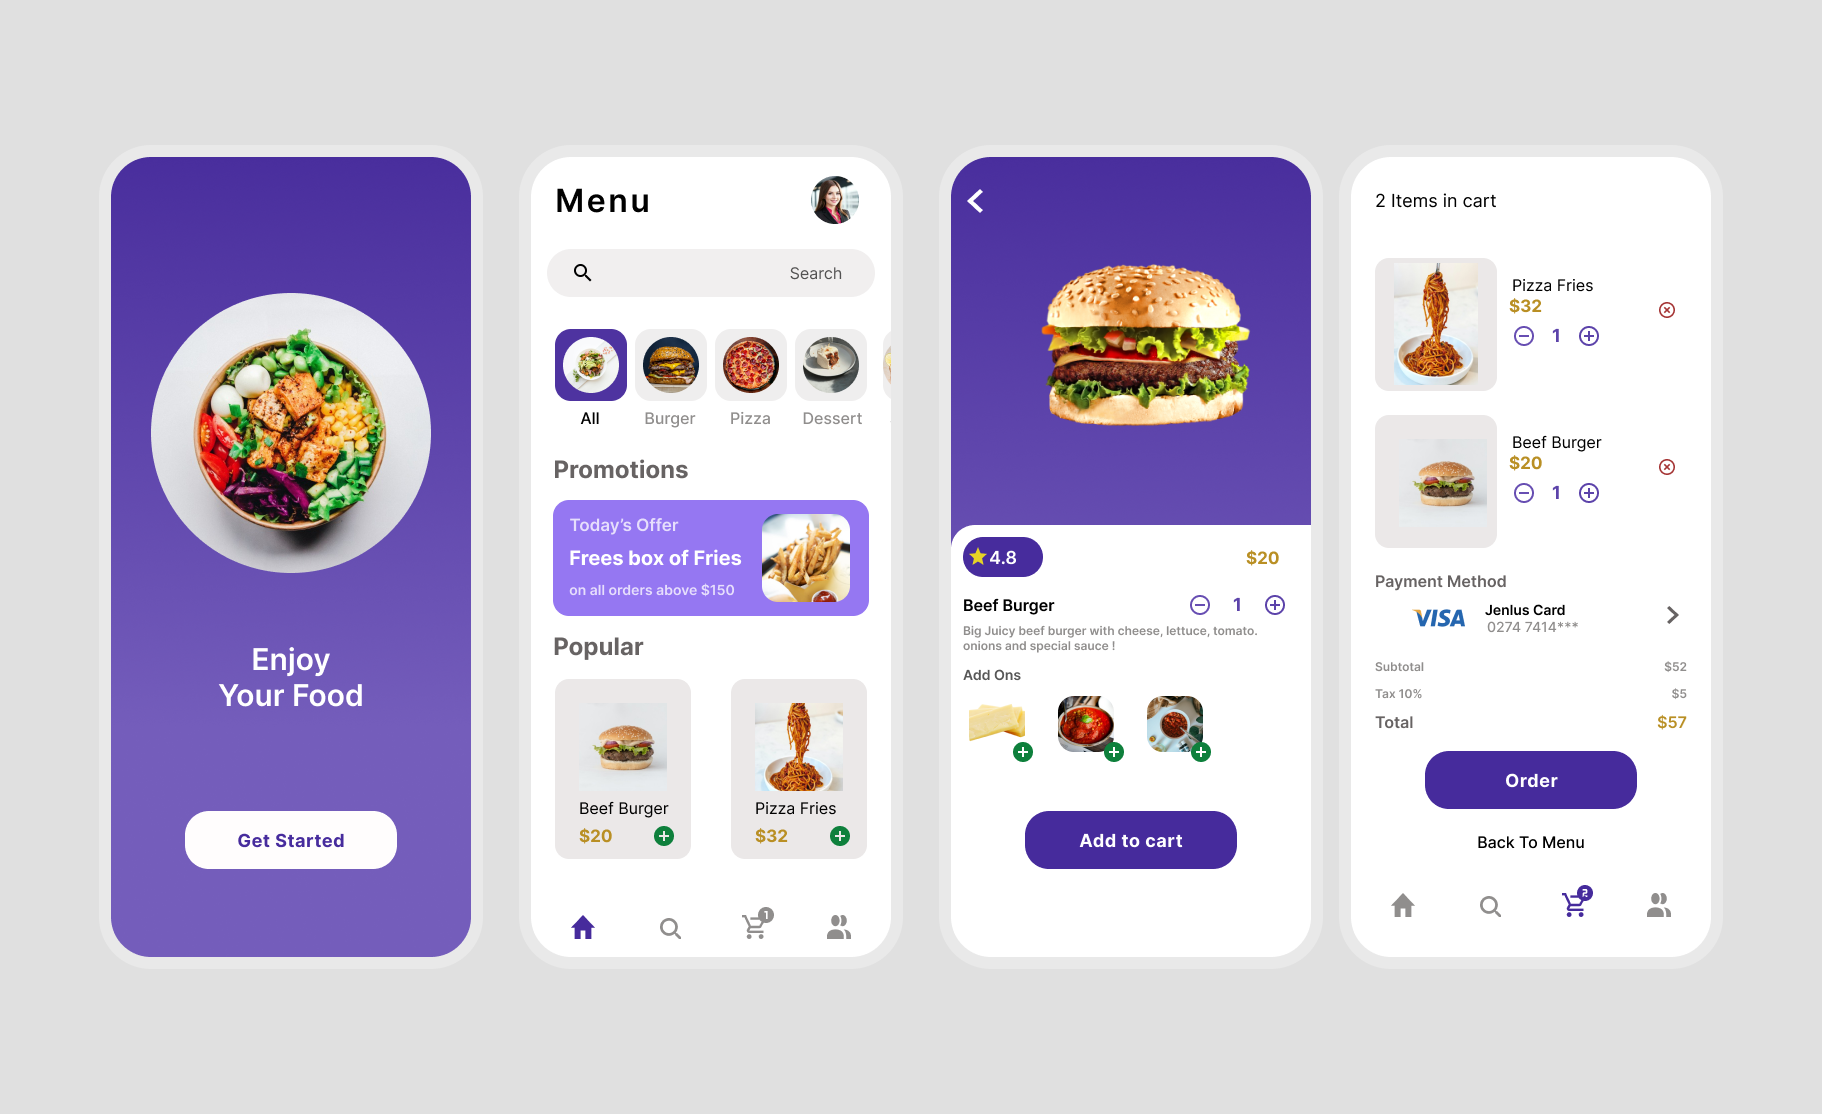 Enjoy
Your Food
Get Started
Menu
Search
All
Burger
Pizza
Dessert
Promotions
Today's Offer
Frees box of Fries
on all orders above $150
Popular
Beef Burger
$20
Pizza Fries
$32
1
4.8
$20
Beef Burger
1
Big Juicy beef burger with cheese, lettuce, tomato.
onions and special sauce !
Add Ons
Add to cart
2 Items in cart
Pizza Fries
$32
1
Beef Burger
$20
1
Payment Method
VISA
Jenlus Card
0274 7414***
Subtotal
$52
Tax 10%
$5
Total
$57
Order
Back To Menu
2